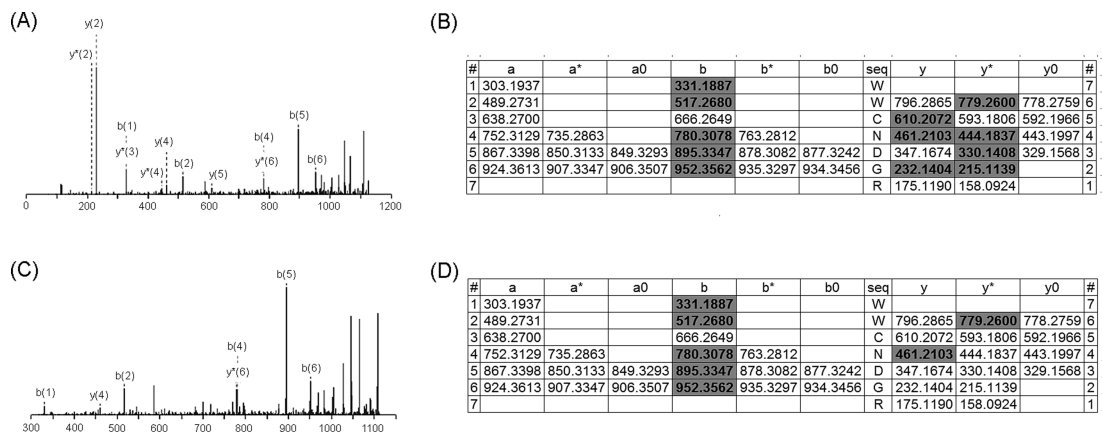 (A)
y(2)
y*(2)
b(1)
y*(3)
y*(4)
y(4)
b(2)
y(5)
b(4)
y*(6)
b(5)
b(6)
0 200 400 600 800 1000 1200
(B)
# a a* a0 b b* b0 seq y y* y0 #
1 303.1937 331.1887 W 7
2 489.2731 517.2680 W 796.2865 779.2600 778.2759 6
3 638.2700 666.2649 C 610.2072 593.1806 592.1966 5
4 752.3129 735.2863 780.3078 763.2812 N 461.2103 444.1837 443.1997 4
5 867.3398 850.3133 849.3293 895.3347 878.3082 877.3242 D 347.1674 330.1408 329.1568 3
6 924.3613 907.3347 906.3507 952.3562 935.3297 934.3456 G 232.1404 215.1139 2
7 R 175.1190 158.0924 1
(C)
b(1)
y(4)
b(2)
b(4)
y*(6)
b(5)
b(6)
300 400 500 600 700 800 900 1000 1100
(D)
# a a* a0 b b* b0 seq y y* y0 #
1 303.1937 331.1887 W 7
2 489.2731 517.2680 W 796.2865 779.2600 778.2759 6
3 638.2700 666.2649 C 610.2072 593.1806 592.1966 5
4 752.3129 735.2863 780.3078 763.2812 N 461.2103 444.1837 443.1997 4
5 867.3398 850.3133 849.3293 895.3347 878.3082 877.3242 D 347.1674 330.1408 329.1568 3
6 924.3613 907.3347 906.3507 952.3562 935.3297 934.3456 G 232.1404 215.1139 2
7 R 175.1190 158.0924 1